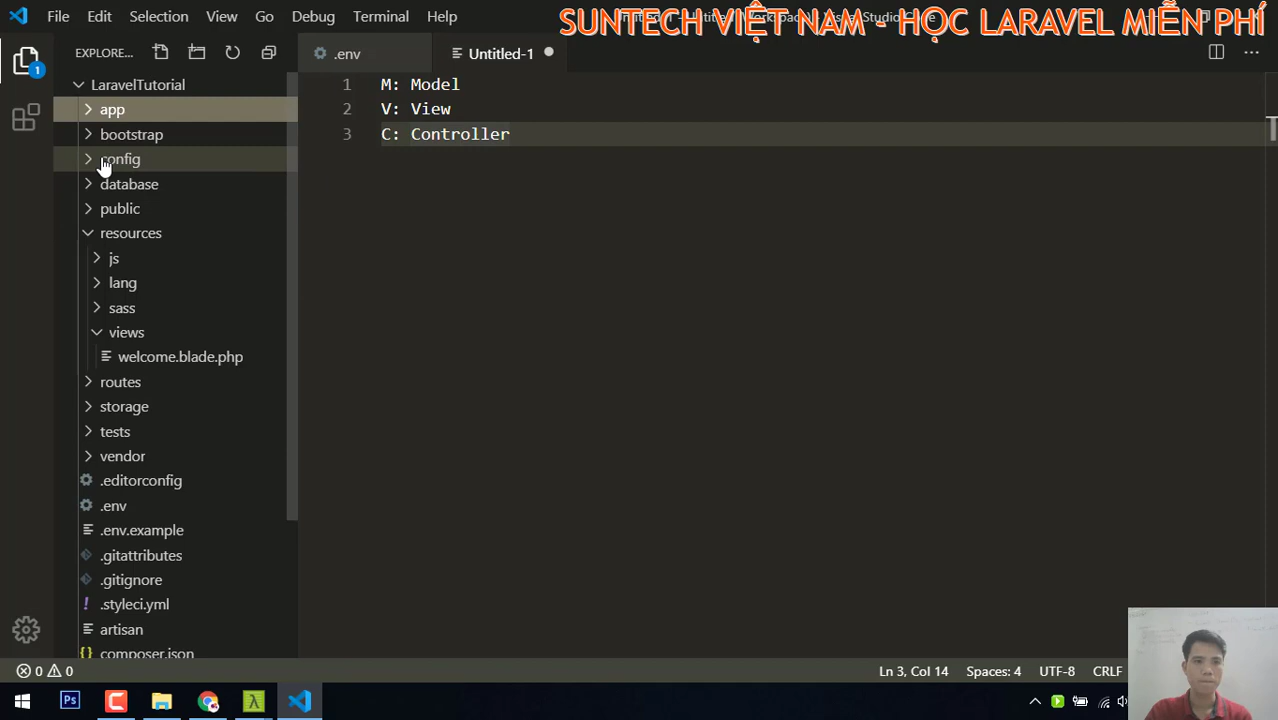 File Edit Selection View Go Debug Terminal Help
SUNTECH VIỆT NAM - HỌC LARAVEL MIỄN PHÍ
EXPLORE...
.env
Untitled-1
LaravelTutorial
app
bootstrap
config
database
public
resources
js
lang
sass
views
welcome.blade.php
routes
storage
tests
vendor
.editorconfig
.env
.env.example
.gitattributes
.gitignore
.styleci.yml
artisan
composer.json
1 M: Model
2 V: View
3 C: Controller
1
0 0
Ln 3, Col 14 Spaces: 4 UTF-8 CRLF
Ps